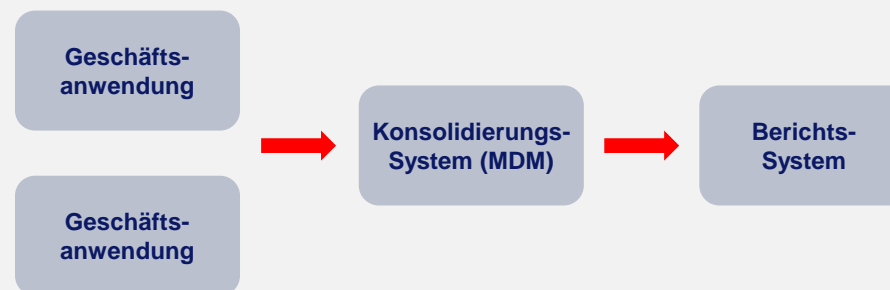 Geschäfts-
anwendung
Geschäfts-
anwendung
Konsolidierungs-
System (MDM)
Berichts-
System